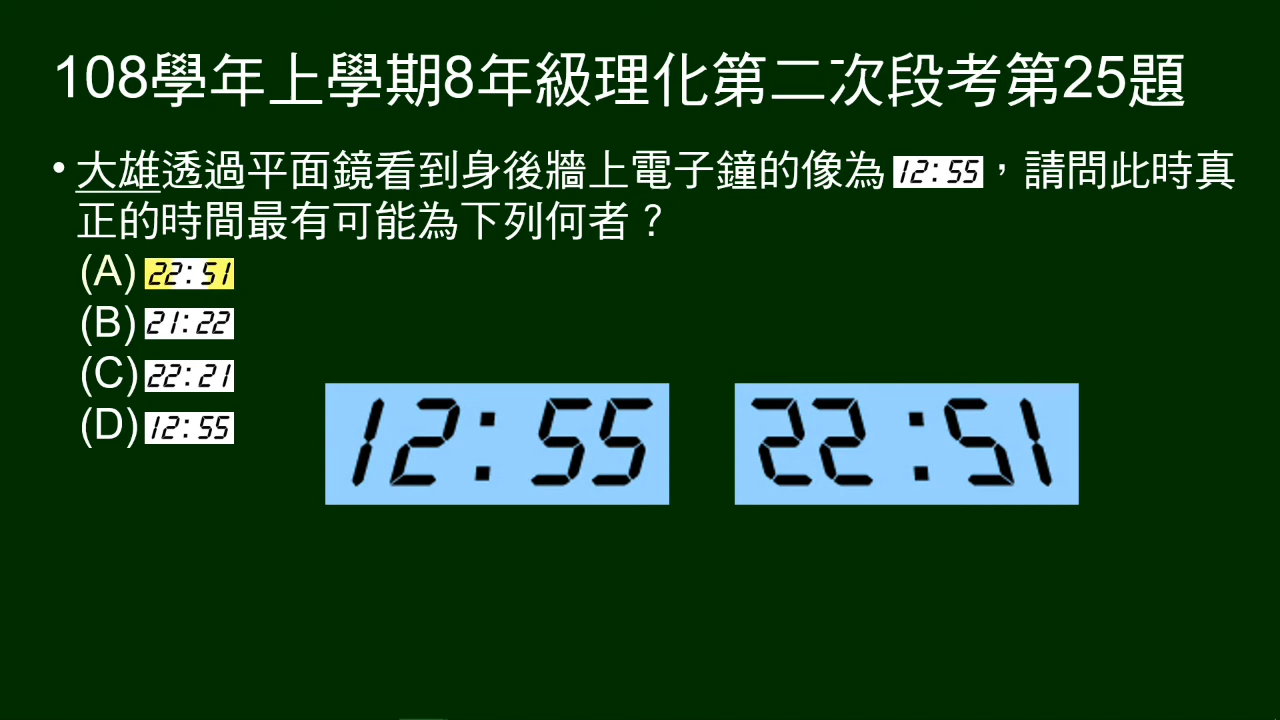 108學年上學期8年級理化第二次段考第25題
• 大雄透過平面鏡看到身後牆上電子鐘的像為 12:55，請問此時真
正的時間最有可能為下列何者？
(A) 22:51
(B) 21:22
(C) 22:21
(D) 12:55
12:55 22:51